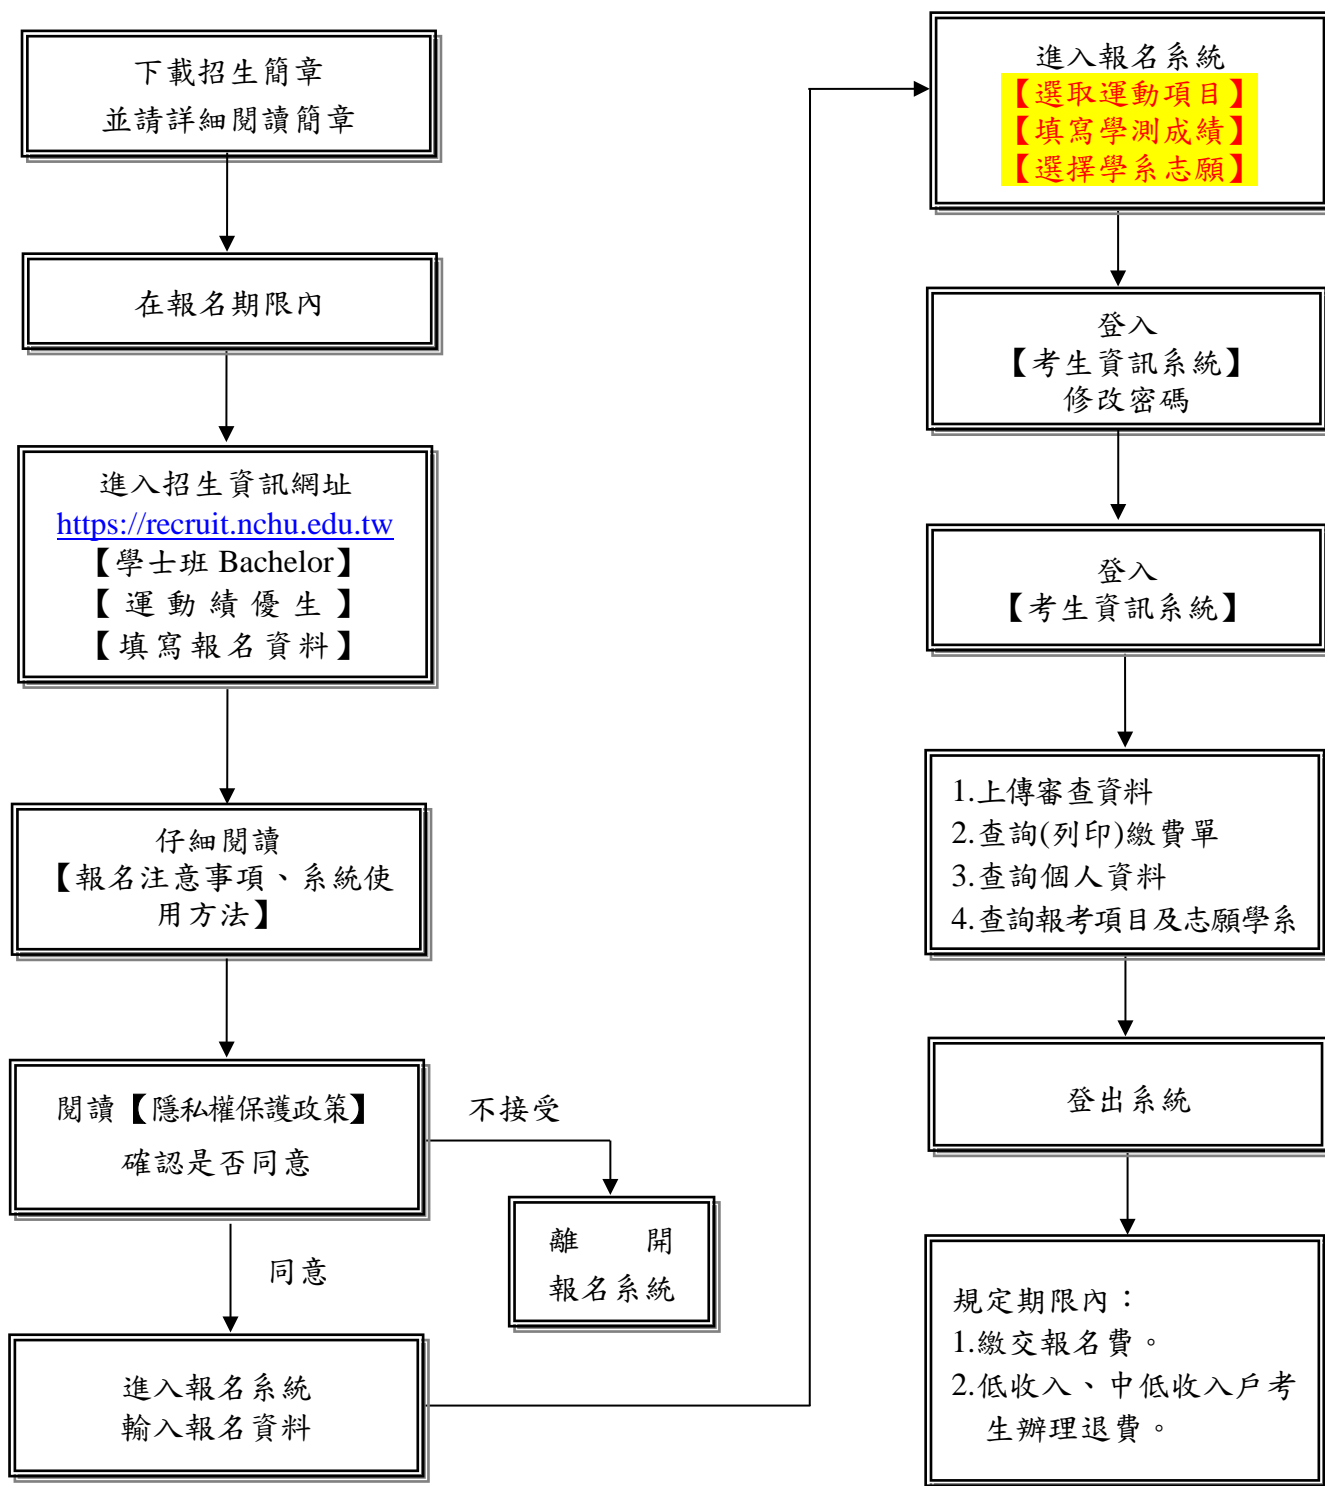 下載招生簡章
並請詳細閱讀簡章
在報名期限內
進入招生資訊網址
https://recruit.nchu.edu.tw
【學士班 Bachelor】
【運動績優生】
【填寫報名資料】
仔細閱讀
【報名注意事項、系統使
用方法】
閱讀【隱私權保護政策】
確認是否同意
不接受
離 開
報名系統
同意
進入報名系統
輸入報名資料
進入報名系統
【選取運動項目】
【填寫學測成績】
【選擇學系志願】
登入
【考生資訊系統】
修改密碼
登入
【考生資訊系統】
1.上傳審查資料
2.查詢(列印)繳費單
3.查詢個人資料
4.查詢報考項目及志願學系
登出系統
規定期限內：
1.繳交報名費。
2.低收入、中低收入戶考
生辦理退費。